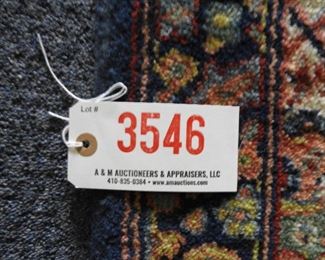 Lot #
3546
A & M AUCTIONEERS & APPRAISERS, LLC
410-835-0384 • www.amauctions.com